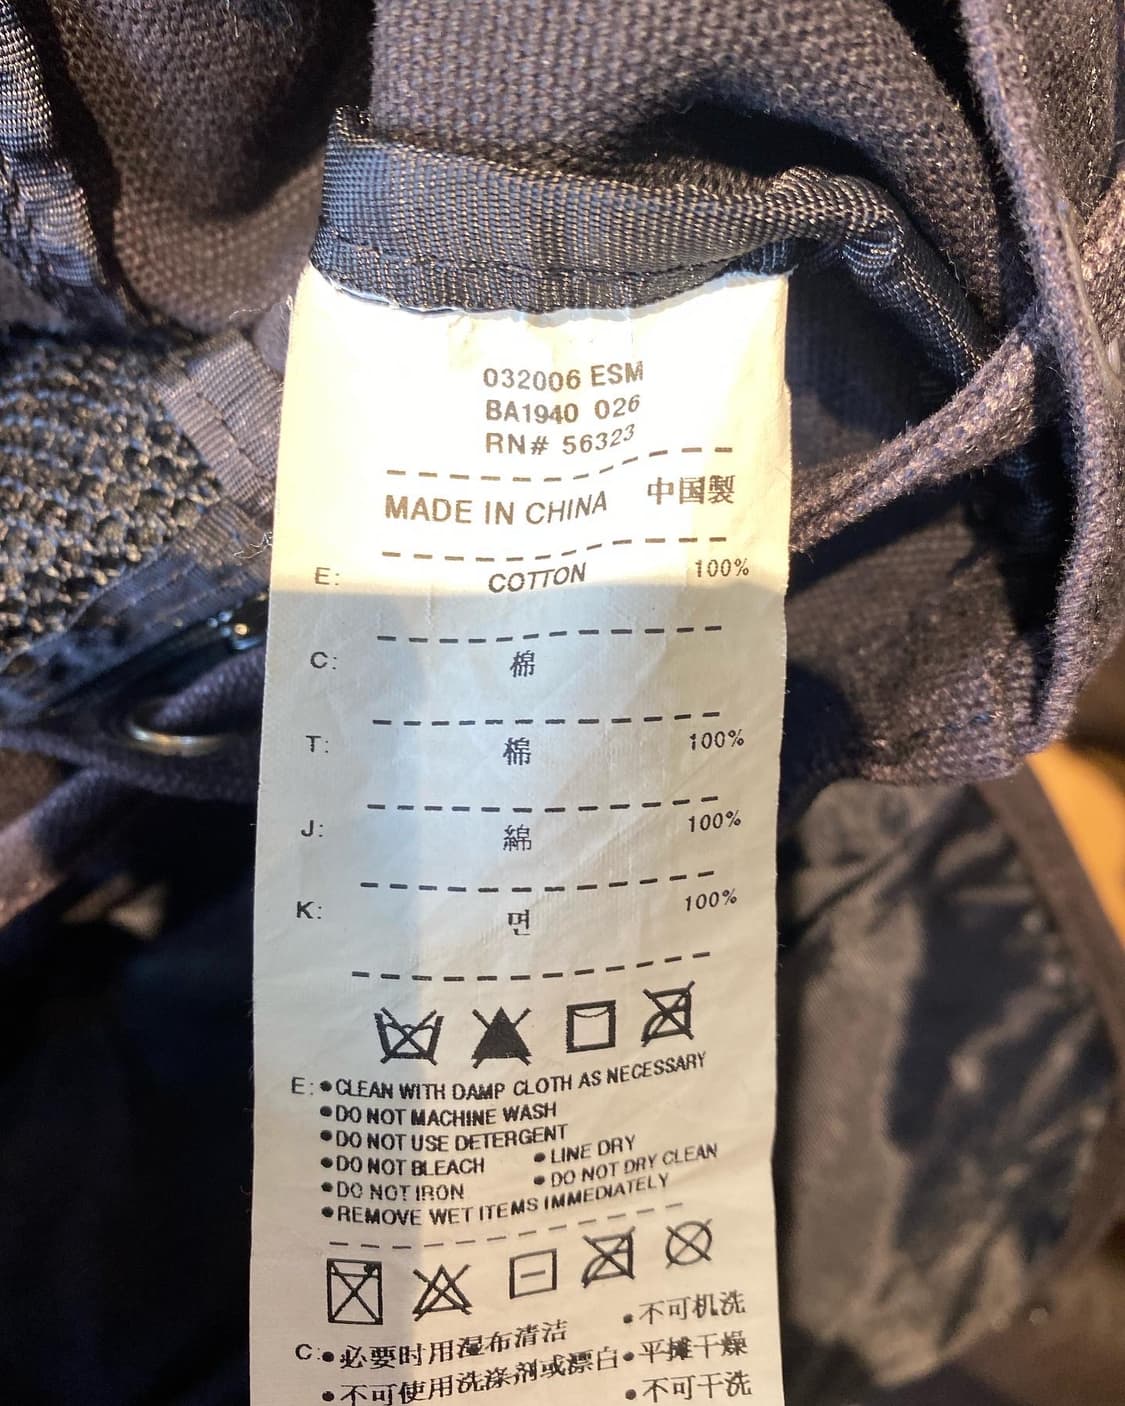 032006 ESM
BA1940 026
RN# 56323
MADE IN CHINA 中国製
E: COTTON 100%
C: 棉
T: 棉 100%
J: 綿 100%
K: 면 100%
E: •CLEAN WITH DAMP CLOTH AS NECESSARY
•DO NOT MACHINE WASH
•DO NOT USE DETERGENT
•DO NOT BLEACH •LINE DRY
•DO NOT IRON •DO NOT DRY CLEAN
•REMOVE WET ITEMS IMMEDIATELY
C: •必要时用湿布清洁 •不可机洗
•不可使用洗涤剂或漂白 •平摊干燥
•不可干洗